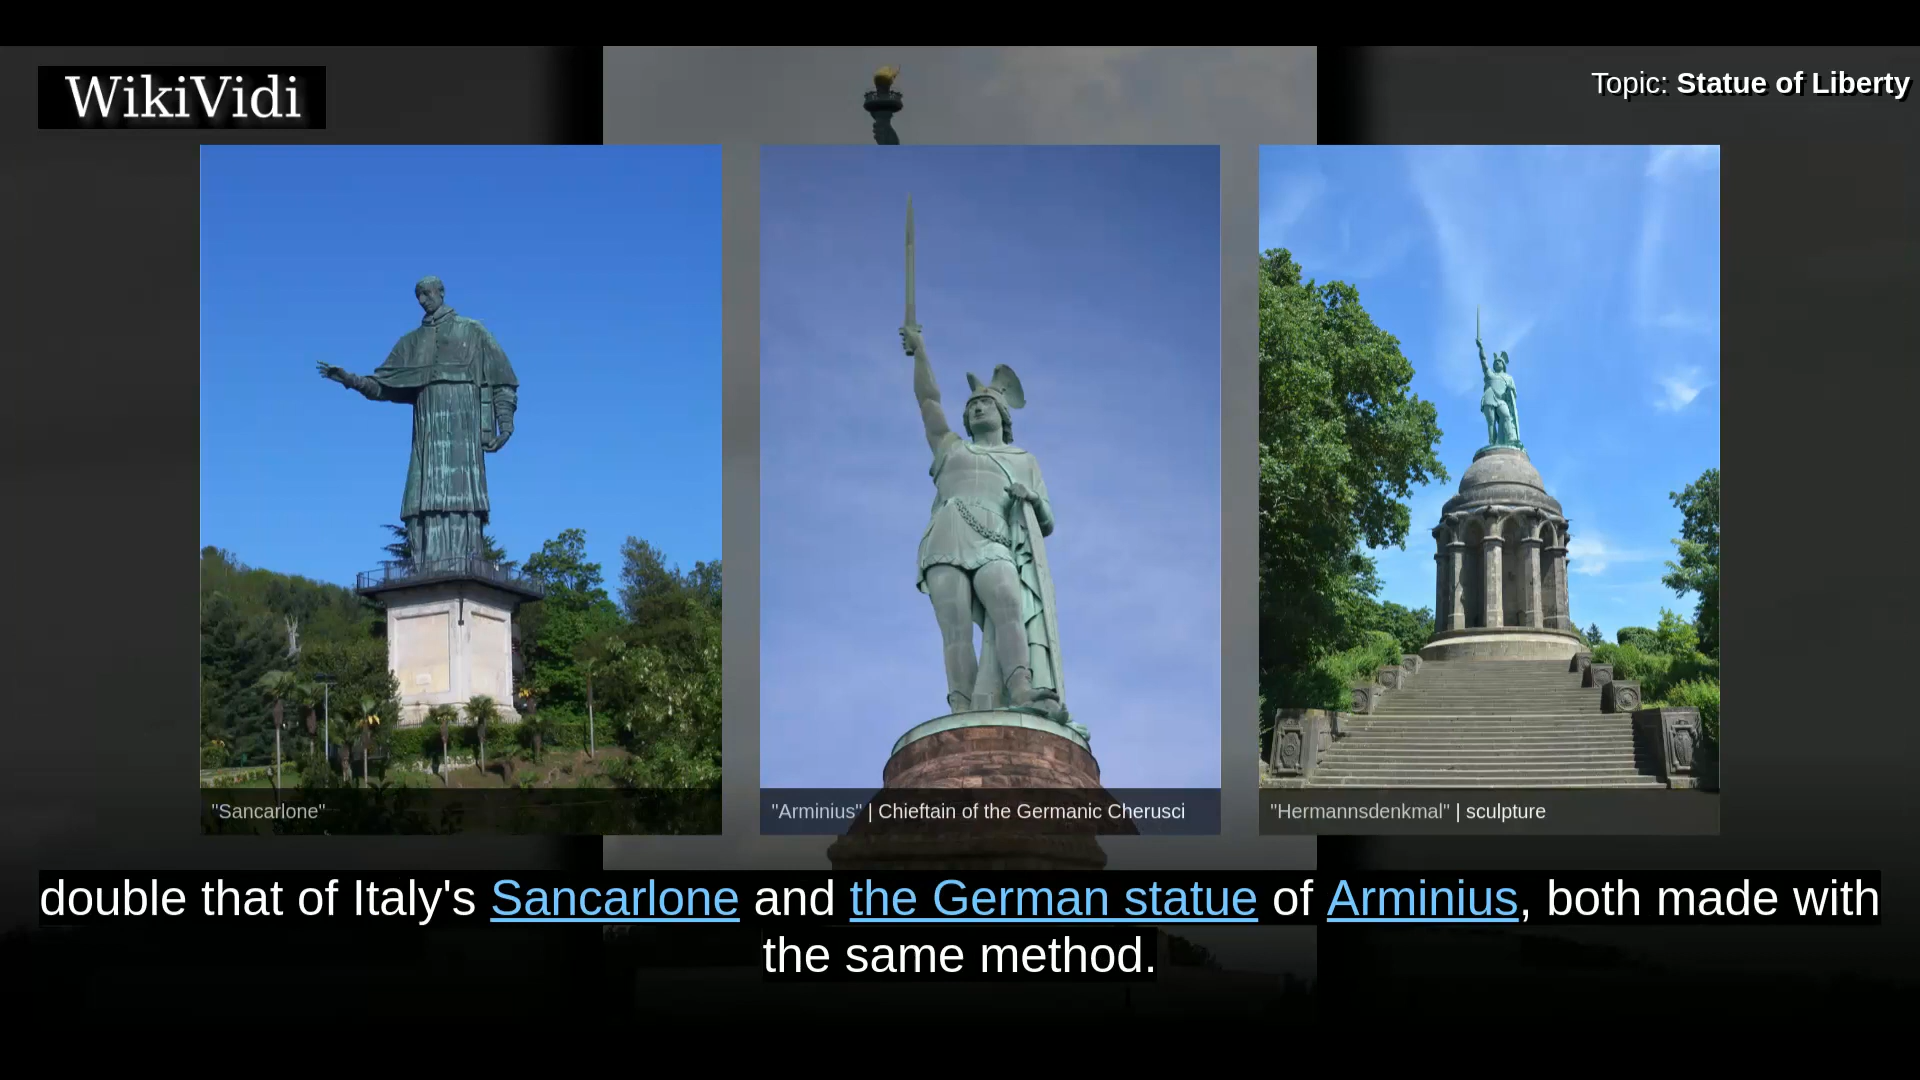 WikiVidi
Topic: Statue of Liberty
"Sancarlone"
"Arminius" | Chieftain of the Germanic Cherusci
"Hermannsdenkmal" | sculpture
double that of Italy's Sancarlone and the German statue of Arminius, both made with
the same method.